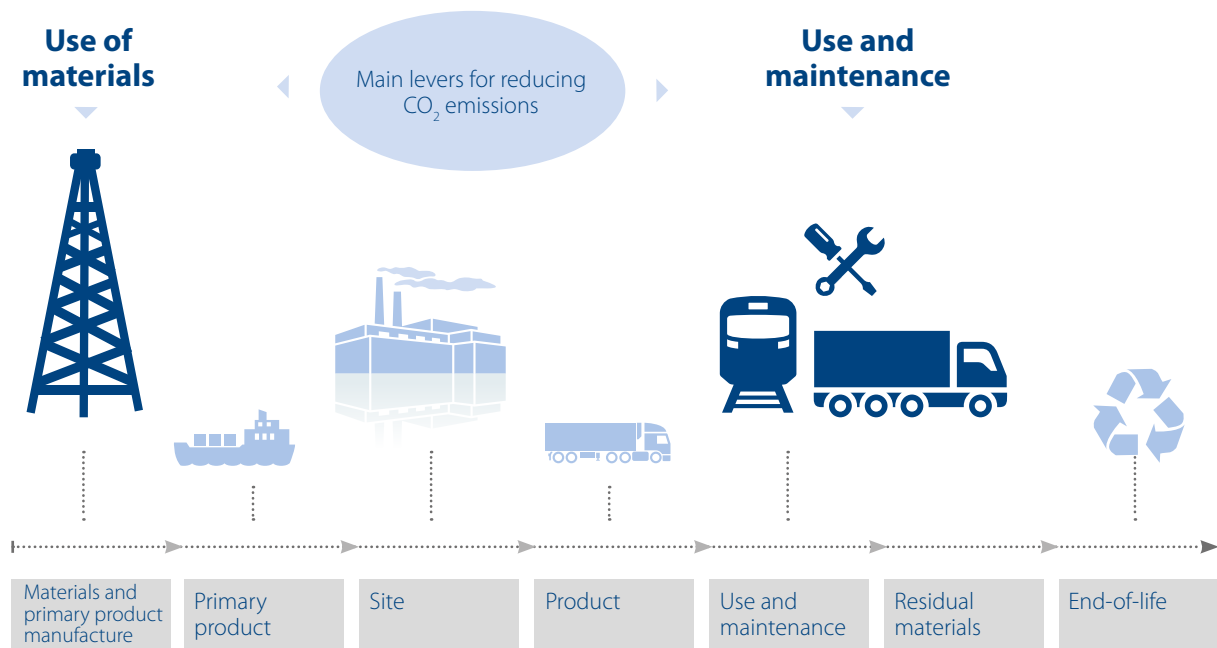 Use of
materials
Main levers for reducing
CO₂ emissions
Use and
maintenance
Materials and
primary product
manufacture
Primary
product
Site
Product
Use and
maintenance
Residual
materials
End-of-life